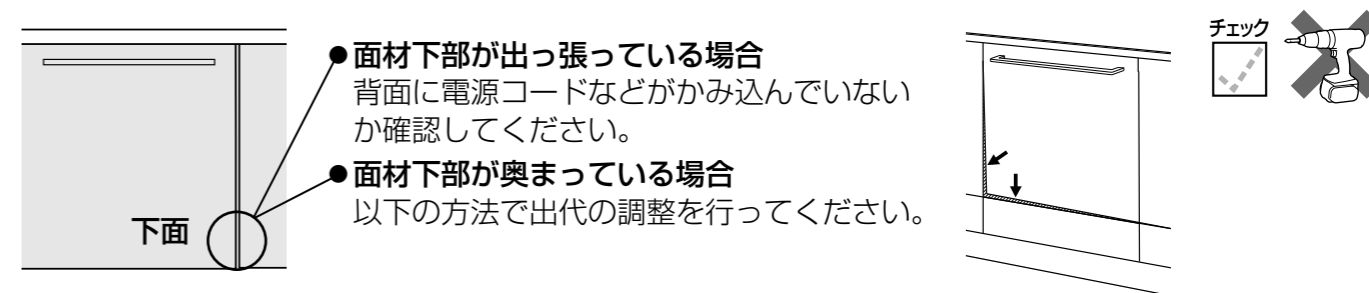 下面
●面材下部が出っ張っている場合
背面に電源コードなどがかみ込んでいない
か確認してください。
●面材下部が奥まっている場合
以下の方法で出代の調整を行ってください。
チェック